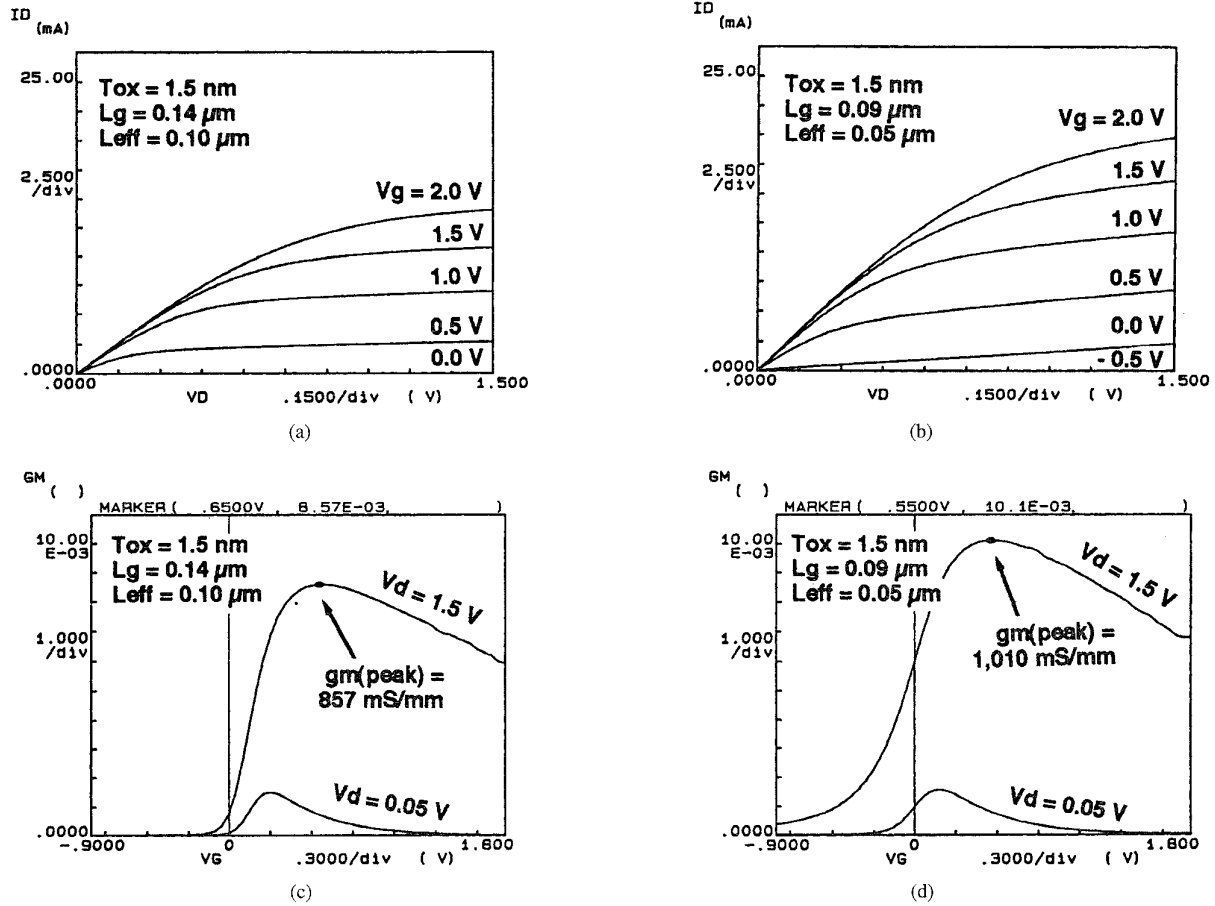 ID
(mA)
25.00
2.500
/div
.0000
Tox = 1.5 nm
Lg = 0.14 µm
Leff = 0.10 µm
Vg = 2.0 V
1.5 V
1.0 V
0.5 V
0.0 V
.0000
1.500
VD .1500/div ( V)
(a)
ID
(mA)
25.00
2.500
/div
.0000
Tox = 1.5 nm
Lg = 0.09 µm
Leff = 0.05 µm
Vg = 2.0 V
1.5 V
1.0 V
0.5 V
0.0 V
- 0.5 V
.0000
1.500
VD .1500/div ( V)
(b)
GM
( )
MARKER( .6500V , 8.57E-03, )
10.00
E-03
1.000
/div
.0000
Tox = 1.5 nm
Lg = 0.14 µm
Leff = 0.10 µm
Vd = 1.5 V
gm(peak) =
857 mS/mm
Vd = 0.05 V
-.9000 0 1.800
VG .3000/div ( V)
(c)
GM
( )
MARKER( .5500V , 10.1E-03, )
10.00
E-03
1.000
/div
.0000
Tox = 1.5 nm
Lg = 0.09 µm
Leff = 0.05 µm
Vd = 1.5 V
gm(peak) =
1,010 mS/mm
Vd = 0.05 V
-.9000 0 1.800
VG .3000/div ( V)
(d)